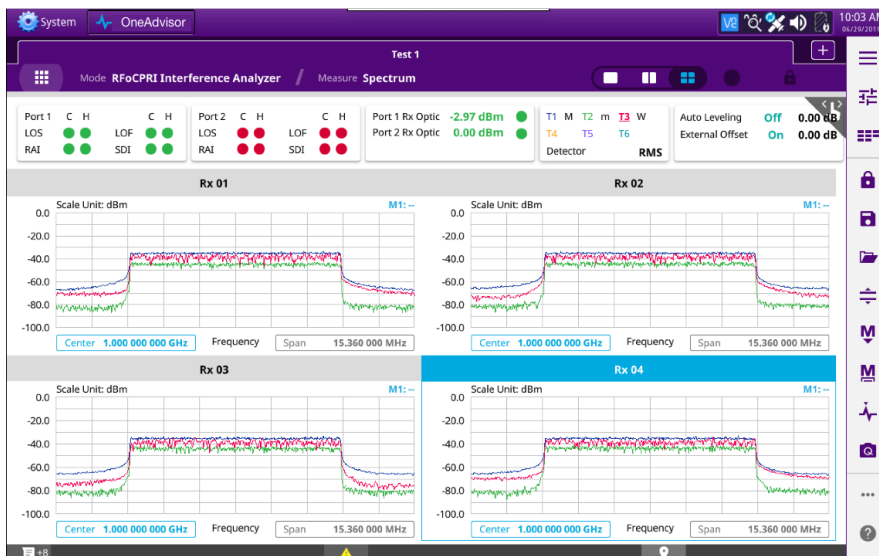 System OneAdvisor V2 10:03 AM
06/29/2019
Test 1
Mode RFoCPRI Interference Analyzer / Measure Spectrum
Port 1 C H C H
LOS LOF
RAI SDI
Port 2 C H C H
LOS LOF
RAI SDI
Port 1 Rx Optic -2.97 dBm
Port 2 Rx Optic 0.00 dBm
T1 M T2 m T3 W
T4 T5 T6
Detector RMS
Auto Leveling Off 0.00 dB
External Offset On 0.00 dB
Rx 01
Scale Unit: dBm M1: --
0.0
-20.0
-40.0
-60.0
-80.0
-100.0
Center 1.000 000 000 GHz Frequency Span 15.360 000 MHz
Rx 02
Scale Unit: dBm M1: --
0.0
-20.0
-40.0
-60.0
-80.0
-100.0
Center 1.000 000 000 GHz Frequency Span 15.360 000 MHz
Rx 03
Scale Unit: dBm M1: --
0.0
-20.0
-40.0
-60.0
-80.0
-100.0
Center 1.000 000 000 GHz Frequency Span 15.360 000 MHz
Rx 04
Scale Unit: dBm M1: --
0.0
-20.0
-40.0
-60.0
-80.0
-100.0
Center 1.000 000 000 GHz Frequency Span 15.360 000 MHz
M
M
+8